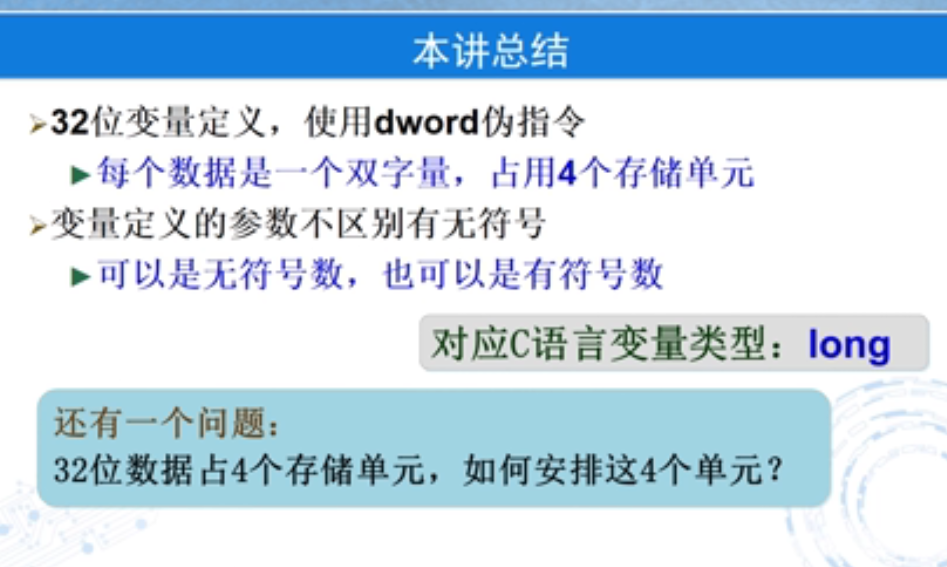 本讲总结
32位变量定义，使用dword伪指令
每个数据是一个双字量，占用4个存储单元
变量定义的参数不区别有无符号
可以是无符号数，也可以是有符号数
对应C语言变量类型：long
还有一个问题：
32位数据占4个存储单元，如何安排这4个单元？